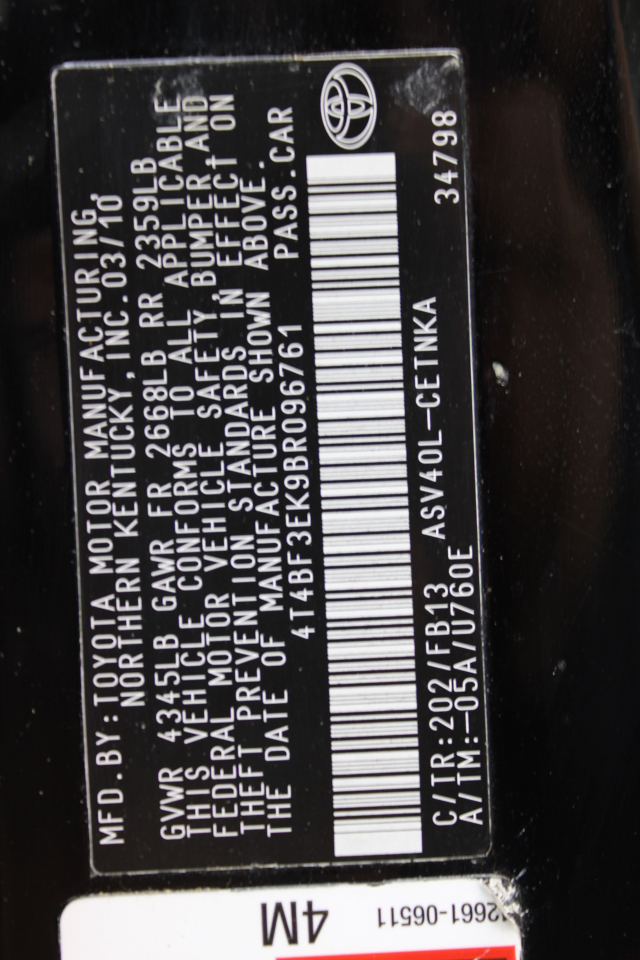 MFD.BY:TOYOTA MOTOR MANUFACTURING,
NORTHERN KENTUCKY,INC.03/10
GVWR 4345LB GAWR FR 2668LB RR 2359LB
THIS VEHICLE CONFORMS TO ALL APPLICABLE
FEDERAL MOTOR VEHICLE SAFETY,BUMPER,AND
THEFT PREVENTION STANDARDS IN EFFECT ON
THE DATE OF MANUFACTURE SHOWN ABOVE.
4T4BF3EK9BR096761 PASS.CAR
C/TR:202/FB13 ASV40L-CETNKA 34798
A/TM:-05A/U760E
4M
2661-06511